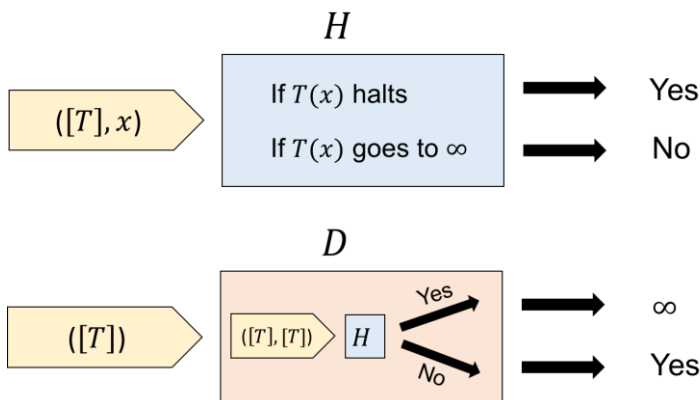 H
([T], x)
If T(x) halts
Yes
If T(x) goes to ∞
No
D
([T])
([T], [T])
H
Yes
No
∞
Yes